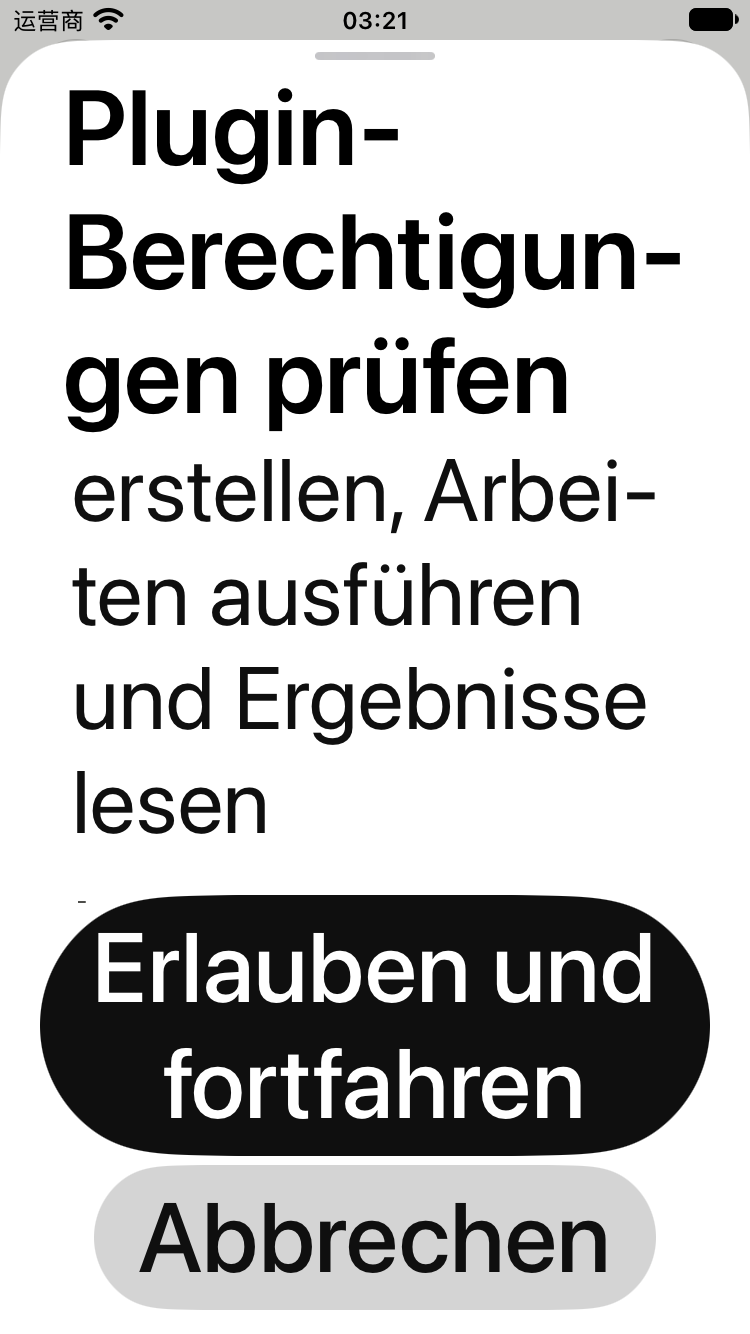 运营商
03:21
Plugin-
Berechtigun-
gen prüfen
erstellen, Arbei-
ten ausführen
und Ergebnisse
lesen
Erlauben und
fortfahren
Abbrechen